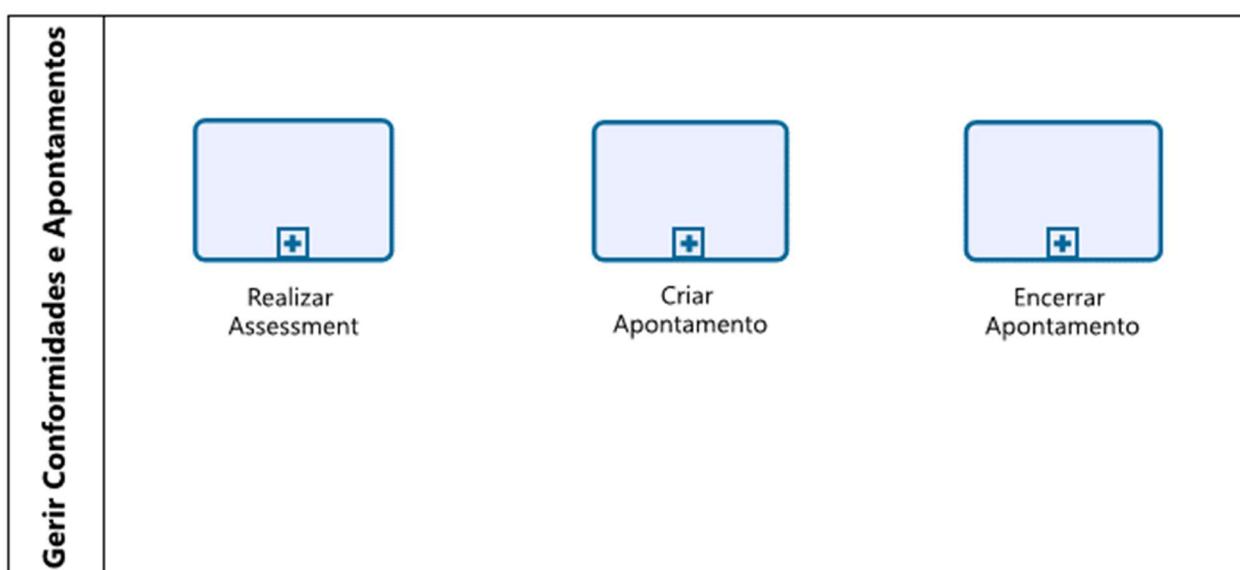 Gerir Conformidades e Apontamentos
Realizar
Assessment
Criar
Apontamento
Encerrar
Apontamento